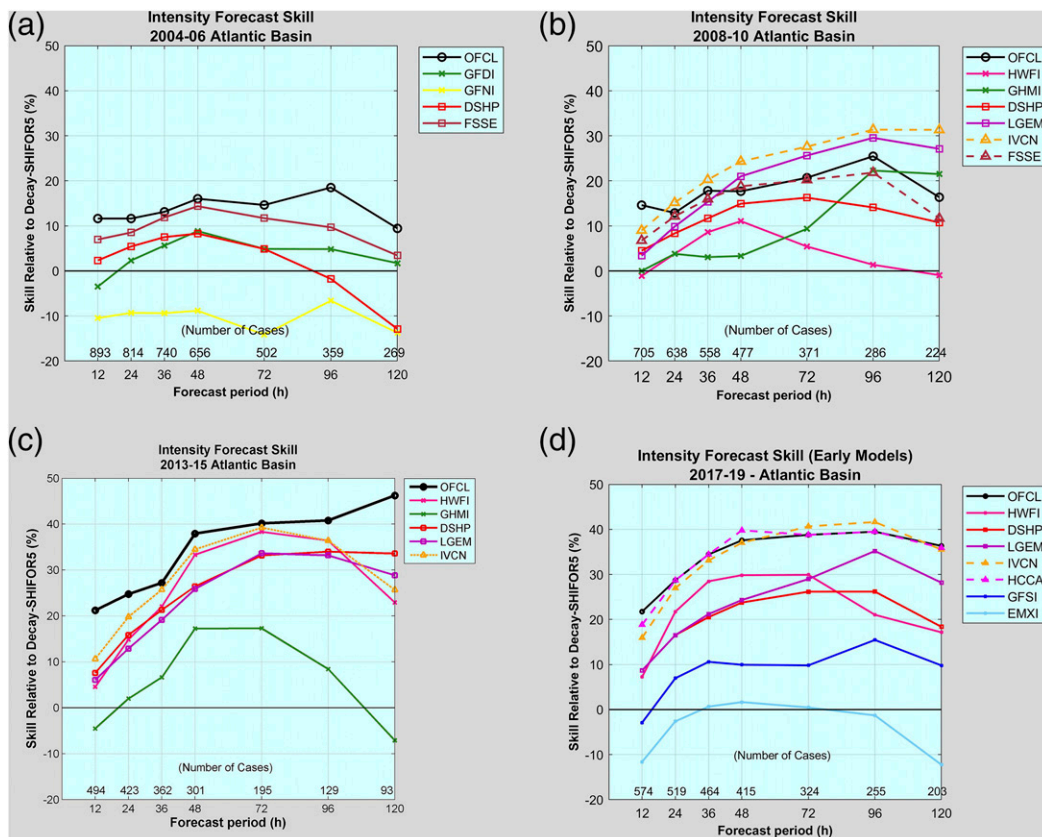 (a)
Intensity Forecast Skill
2004-06 Atlantic Basin
Skill Relative to Decay-SHIFOR5 (%)
50
40
30
20
10
0
-10
-20
OFCL
GFDI
GFNI
DSHP
FSSE
(Number of Cases)
893 814 740 656 502 359 269
12 24 36 48 72 96 120
Forecast period (h)
(b)
Intensity Forecast Skill
2008-10 Atlantic Basin
Skill Relative to Decay-SHIFOR5 (%)
50
40
30
20
10
0
-10
-20
OFCL
HWFI
GHMI
DSHP
LGEM
IVCN
FSSE
(Number of Cases)
705 638 558 477 371 286 224
12 24 36 48 72 96 120
Forecast period (h)
(c)
Intensity Forecast Skill
2013-15 Atlantic Basin
Skill Relative to Decay-SHIFOR5 (%)
50
40
30
20
10
0
-10
-20
OFCL
HWFI
GHMI
DSHP
LGEM
IVCN
(Number of Cases)
494 423 362 301 195 129 93
12 24 36 48 72 96 120
Forecast period (h)
(d)
Intensity Forecast Skill (Early Models)
2017-19 - Atlantic Basin
Skill Relative to Decay-SHIFOR5 (%)
50
40
30
20
10
0
-10
-20
OFCL
HWFI
DSHP
LGEM
IVCN
HCCA
GFSI
EMXI
(Number of Cases)
574 519 464 415 324 255 203
12 24 36 48 72 96 120
Forecast period (h)